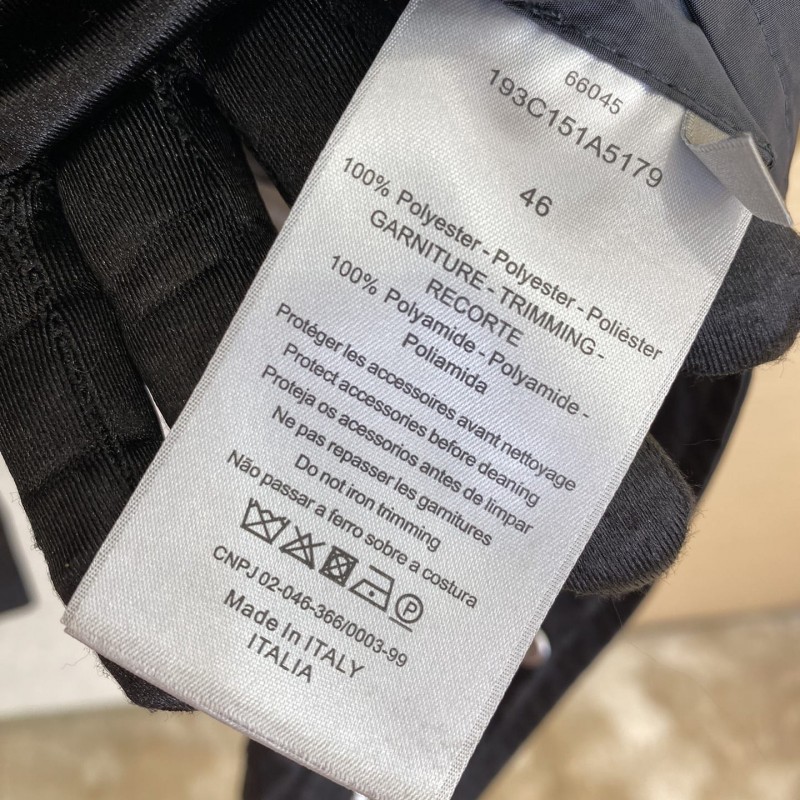 66045
193C151A5179
46
100% Polyester - Polyester - Poliéster
GARNITURE - TRIMMING -
RECORTE
100% Polyamide - Polyamide -
Poliamida
Protéger les accessoires avant nettoyage
Protect accessories before deaning
Proteja os acessorios antes de limpar
Ne pas repasser les garnitures
Do not iron trimming
Não passar a ferro sobre a costura
P
CNPJ 02-046-366/0003-99
Made In ITALY
ITALIA